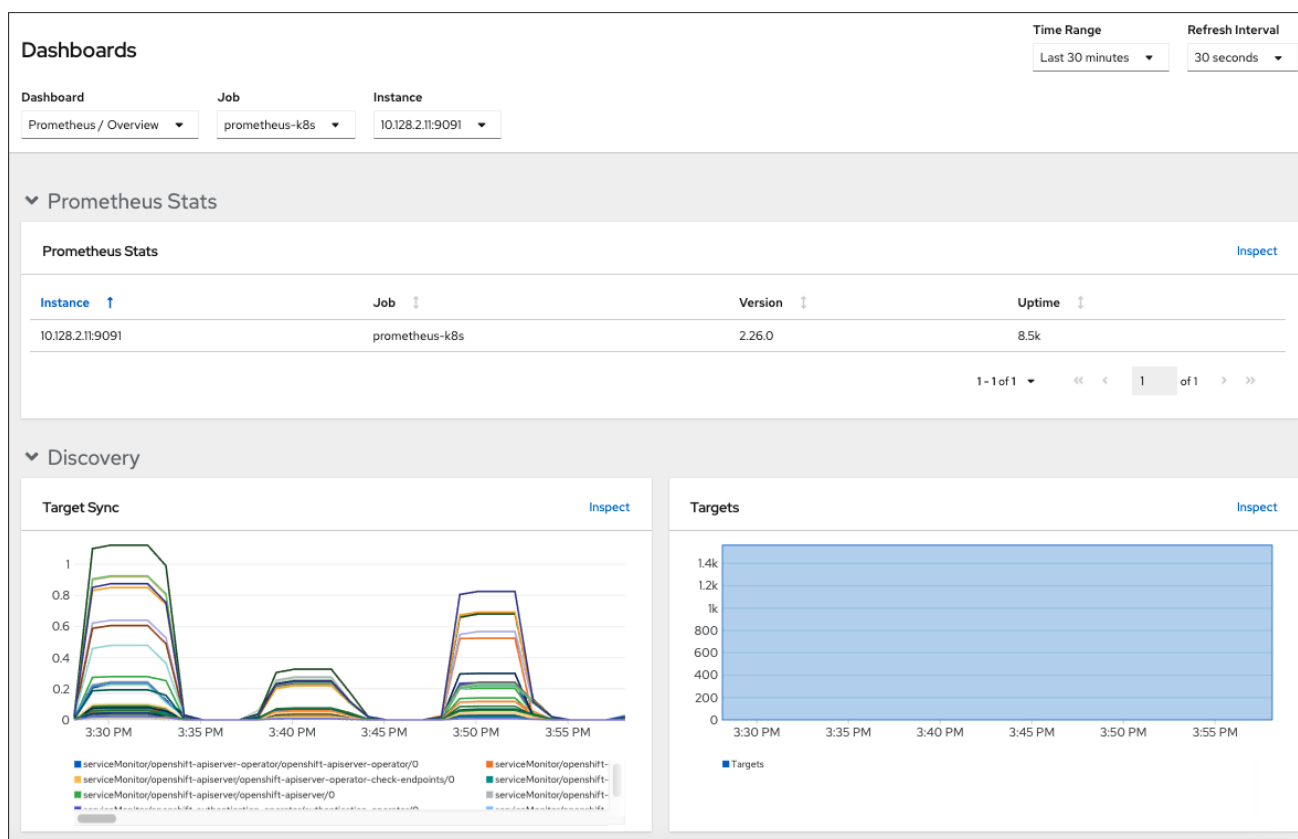 Dashboards
Time Range
Refresh Interval
Last 30 minutes
30 seconds
Dashboard
Job
Instance
Prometheus / Overview
prometheus-k8s
10.128.2.11:9091
Prometheus Stats
Prometheus Stats
Inspect
Instance
Job
Version
Uptime
10.128.2.11:9091
prometheus-k8s
2.26.0
8.5k
1 - 1 of 1
1
of 1
Discovery
Target Sync
Inspect
1
0.8
0.6
0.4
0.2
0
3:30 PM
3:35 PM
3:40 PM
3:45 PM
3:50 PM
3:55 PM
serviceMonitor/openshift-apiserver-operator/openshift-apiserver-operator/0
serviceMonitor/openshift-
serviceMonitor/openshift-apiserver/openshift-apiserver-operator-check-endpoints/0
serviceMonitor/openshift-
serviceMonitor/openshift-apiserver/openshift-apiserver/0
serviceMonitor/openshift-
Targets
Inspect
1.4k
1.2k
1k
800
600
400
200
0
3:30 PM
3:35 PM
3:40 PM
3:45 PM
3:50 PM
3:55 PM
Targets